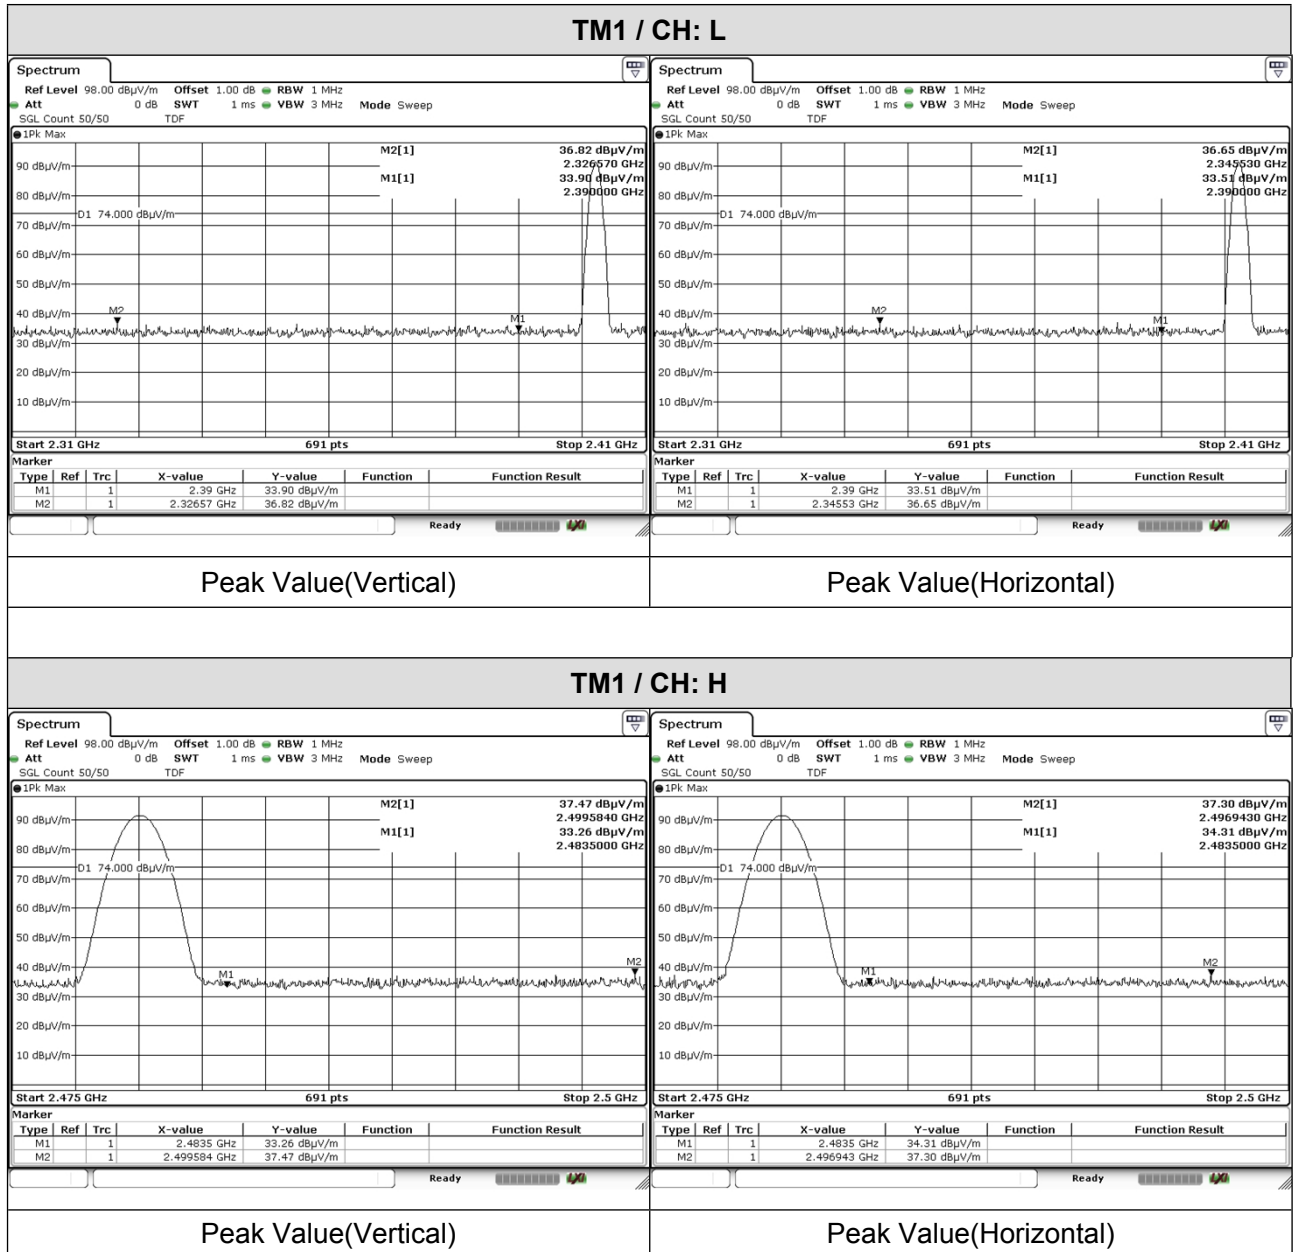 TM1 / CH: L
Spectrum
Ref Level 98.00 dBµV/m Offset 1.00 dB RBW 1 MHz
Att 0 dB SWT 1 ms VBW 3 MHz Mode Sweep
SGL Count 50/50 TDF
1Pk Max
M2[1] 36.82 dBµV/m
2.326570 GHz
M1[1] 33.90 dBµV/m
2.390000 GHz
90 dBµV/m
80 dBµV/m
D1 74.000 dBµV/m
70 dBµV/m
60 dBµV/m
50 dBµV/m
40 dBµV/m
M2
M1
30 dBµV/m
20 dBµV/m
10 dBµV/m
Start 2.31 GHz 691 pts Stop 2.41 GHz
Marker
Type Ref Trc X-value Y-value Function Function Result
M1 1 2.39 GHz 33.90 dBµV/m
M2 1 2.32657 GHz 36.82 dBµV/m
Ready LXI
Peak Value(Vertical)
Spectrum
Ref Level 98.00 dBµV/m Offset 1.00 dB RBW 1 MHz
Att 0 dB SWT 1 ms VBW 3 MHz Mode Sweep
SGL Count 50/50 TDF
1Pk Max
M2[1] 36.65 dBµV/m
2.345530 GHz
M1[1] 33.51 dBµV/m
2.390000 GHz
90 dBµV/m
80 dBµV/m
D1 74.000 dBµV/m
70 dBµV/m
60 dBµV/m
50 dBµV/m
40 dBµV/m
M2
M1
30 dBµV/m
20 dBµV/m
10 dBµV/m
Start 2.31 GHz 691 pts Stop 2.41 GHz
Marker
Type Ref Trc X-value Y-value Function Function Result
M1 1 2.39 GHz 33.51 dBµV/m
M2 1 2.34553 GHz 36.65 dBµV/m
Ready LXI
Peak Value(Horizontal)
TM1 / CH: H
Spectrum
Ref Level 98.00 dBµV/m Offset 1.00 dB RBW 1 MHz
Att 0 dB SWT 1 ms VBW 3 MHz Mode Sweep
SGL Count 50/50 TDF
1Pk Max
M2[1] 37.47 dBµV/m
2.4995840 GHz
M1[1] 33.26 dBµV/m
2.4835000 GHz
90 dBµV/m
80 dBµV/m
D1 74.000 dBµV/m
70 dBµV/m
60 dBµV/m
50 dBµV/m
40 dBµV/m
M2
M1
30 dBµV/m
20 dBµV/m
10 dBµV/m
Start 2.475 GHz 691 pts Stop 2.5 GHz
Marker
Type Ref Trc X-value Y-value Function Function Result
M1 1 2.4835 GHz 33.26 dBµV/m
M2 1 2.499584 GHz 37.47 dBµV/m
Ready LXI
Peak Value(Vertical)
Spectrum
Ref Level 98.00 dBµV/m Offset 1.00 dB RBW 1 MHz
Att 0 dB SWT 1 ms VBW 3 MHz Mode Sweep
SGL Count 50/50 TDF
1Pk Max
M2[1] 37.30 dBµV/m
2.4969430 GHz
M1[1] 34.31 dBµV/m
2.4835000 GHz
90 dBµV/m
80 dBµV/m
D1 74.000 dBµV/m
70 dBµV/m
60 dBµV/m
50 dBµV/m
40 dBµV/m
M2
M1
30 dBµV/m
20 dBµV/m
10 dBµV/m
Start 2.475 GHz 691 pts Stop 2.5 GHz
Marker
Type Ref Trc X-value Y-value Function Function Result
M1 1 2.4835 GHz 34.31 dBµV/m
M2 1 2.496943 GHz 37.30 dBµV/m
Ready LXI
Peak Value(Horizontal)